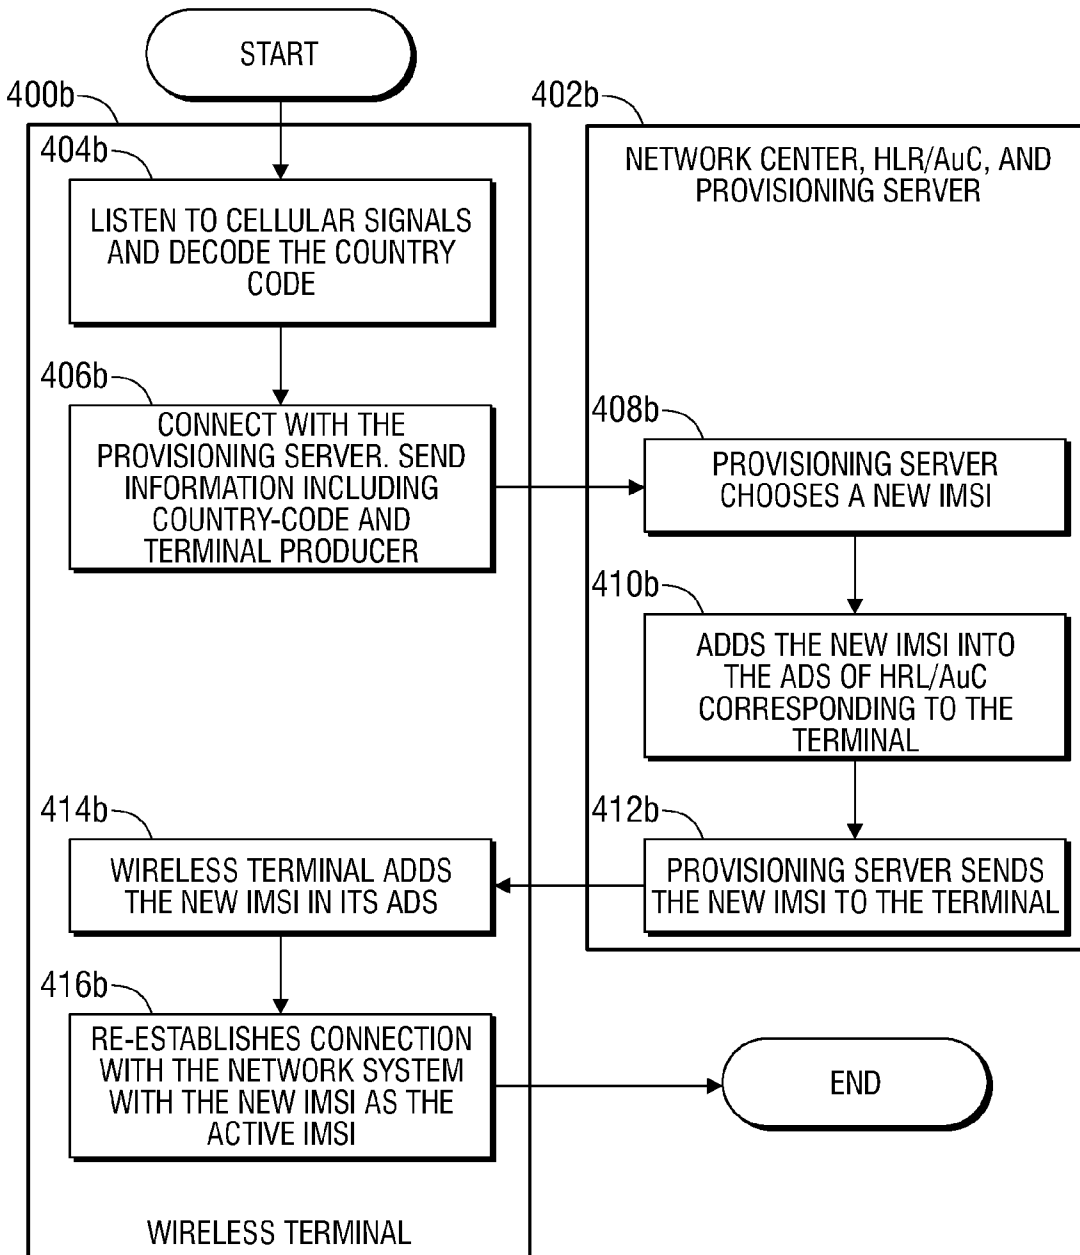 START
400b
402b
404b
NETWORK CENTER, HLR/AuC, AND
PROVISIONING SERVER
LISTEN TO CELLULAR SIGNALS
AND DECODE THE COUNTRY
CODE
406b
CONNECT WITH THE
PROVISIONING SERVER. SEND
INFORMATION INCLUDING
COUNTRY-CODE AND
TERMINAL PRODUCER
408b
PROVISIONING SERVER
CHOOSES A NEW IMSI
410b
ADDS THE NEW IMSI INTO
THE ADS OF HRL/AuC
CORRESPONDING TO THE
TERMINAL
412b
PROVISIONING SERVER SENDS
THE NEW IMSI TO THE TERMINAL
414b
WIRELESS TERMINAL ADDS
THE NEW IMSI IN ITS ADS
416b
RE-ESTABLISHES CONNECTION
WITH THE NETWORK SYSTEM
WITH THE NEW IMSI AS THE
ACTIVE IMSI
END
WIRELESS TERMINAL